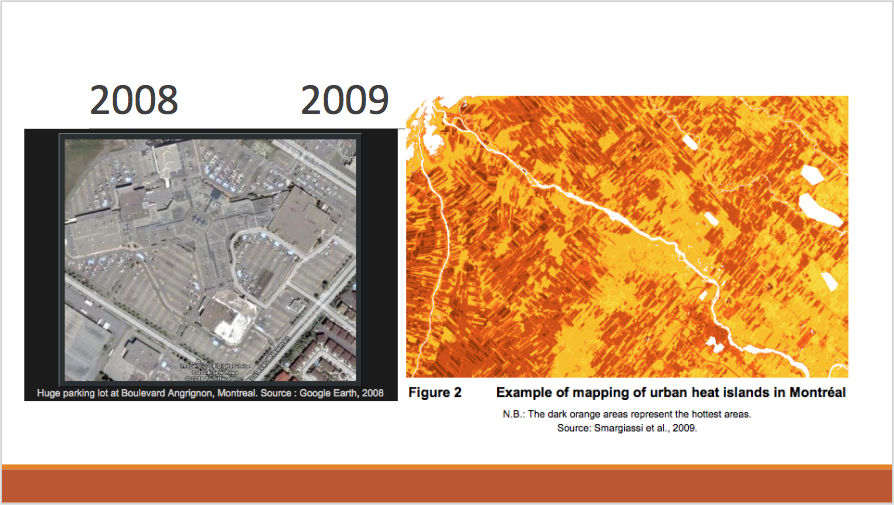 2008
2009
Huge parking lot at Boulevard Angrignon, Montreal. Source : Google Earth, 2008
Figure 2 Example of mapping of urban heat islands in Montréal
N.B.: The dark orange areas represent the hottest areas.
Source: Smargiassi et al., 2009.